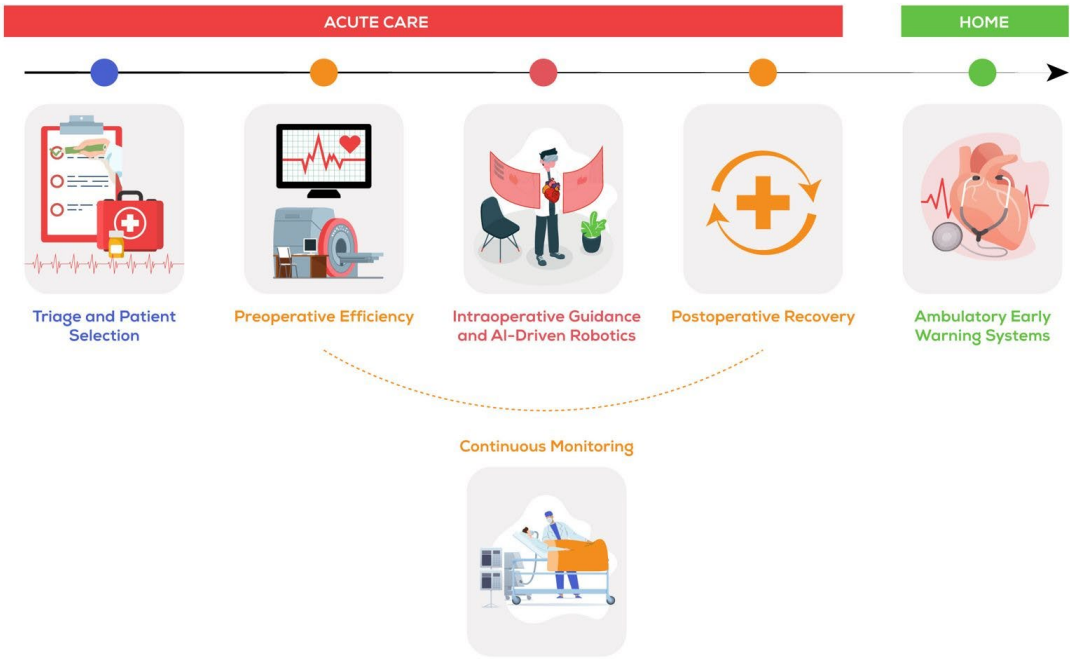 ACUTE CARE
HOME
Triage and Patient
Selection
Preoperative Efficiency
Intraoperative Guidance
and AI-Driven Robotics
Postoperative Recovery
Ambulatory Early
Warning Systems
Continuous Monitoring